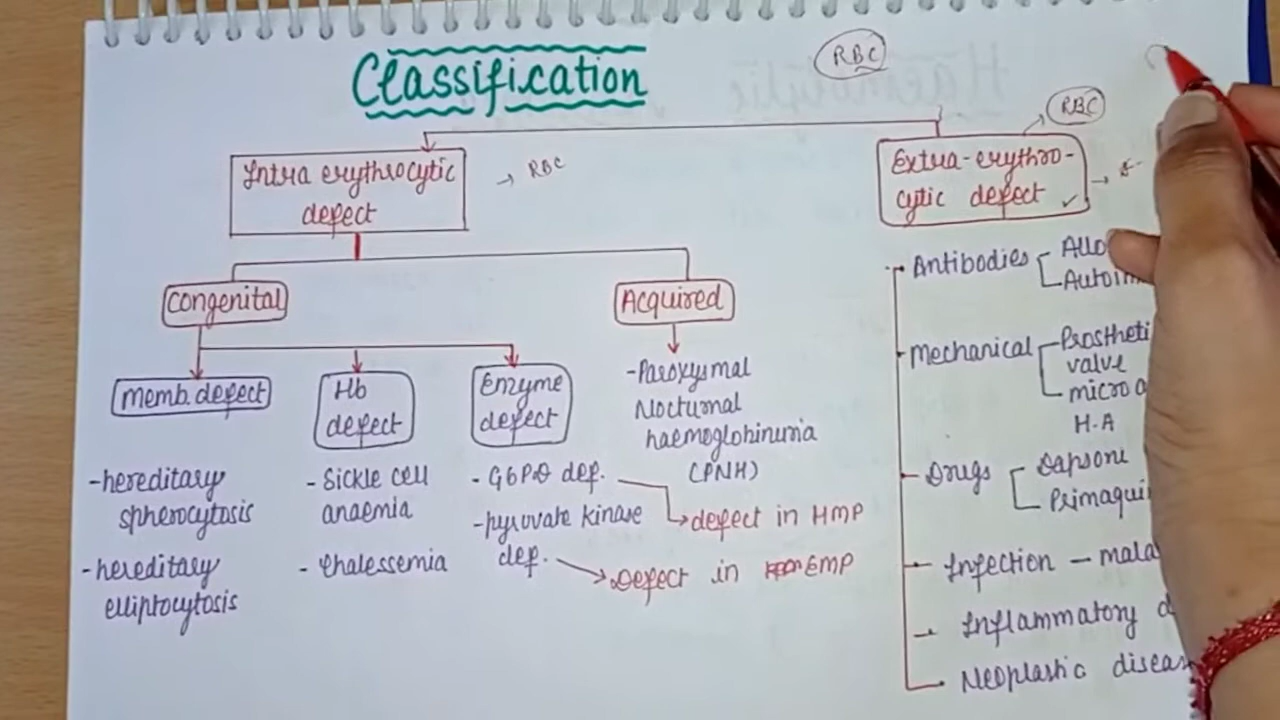 Classification
RBC
RBC
Intra erythrocytic
defect
→ RBC
Extra-erythro-
cytic defect
Congenital
Acquired
Memb. defect
Hb
defect
Enzyme
defect
-hereditary
spherocytosis
-hereditary
elliptocytosis
- Sickle cell
anaemia
- Thalessemia
- G6PD def.
-pyruvate kinase
def.
-Paroxysmal
Nocturnal
haemoglobinuria
(PNH)
defect in HMP
Defect in EMP
Antibodies
Mechanical
valve
micro
H.A
Drugs
Dapsone
Infection -
Inflammatory
Neoplastic